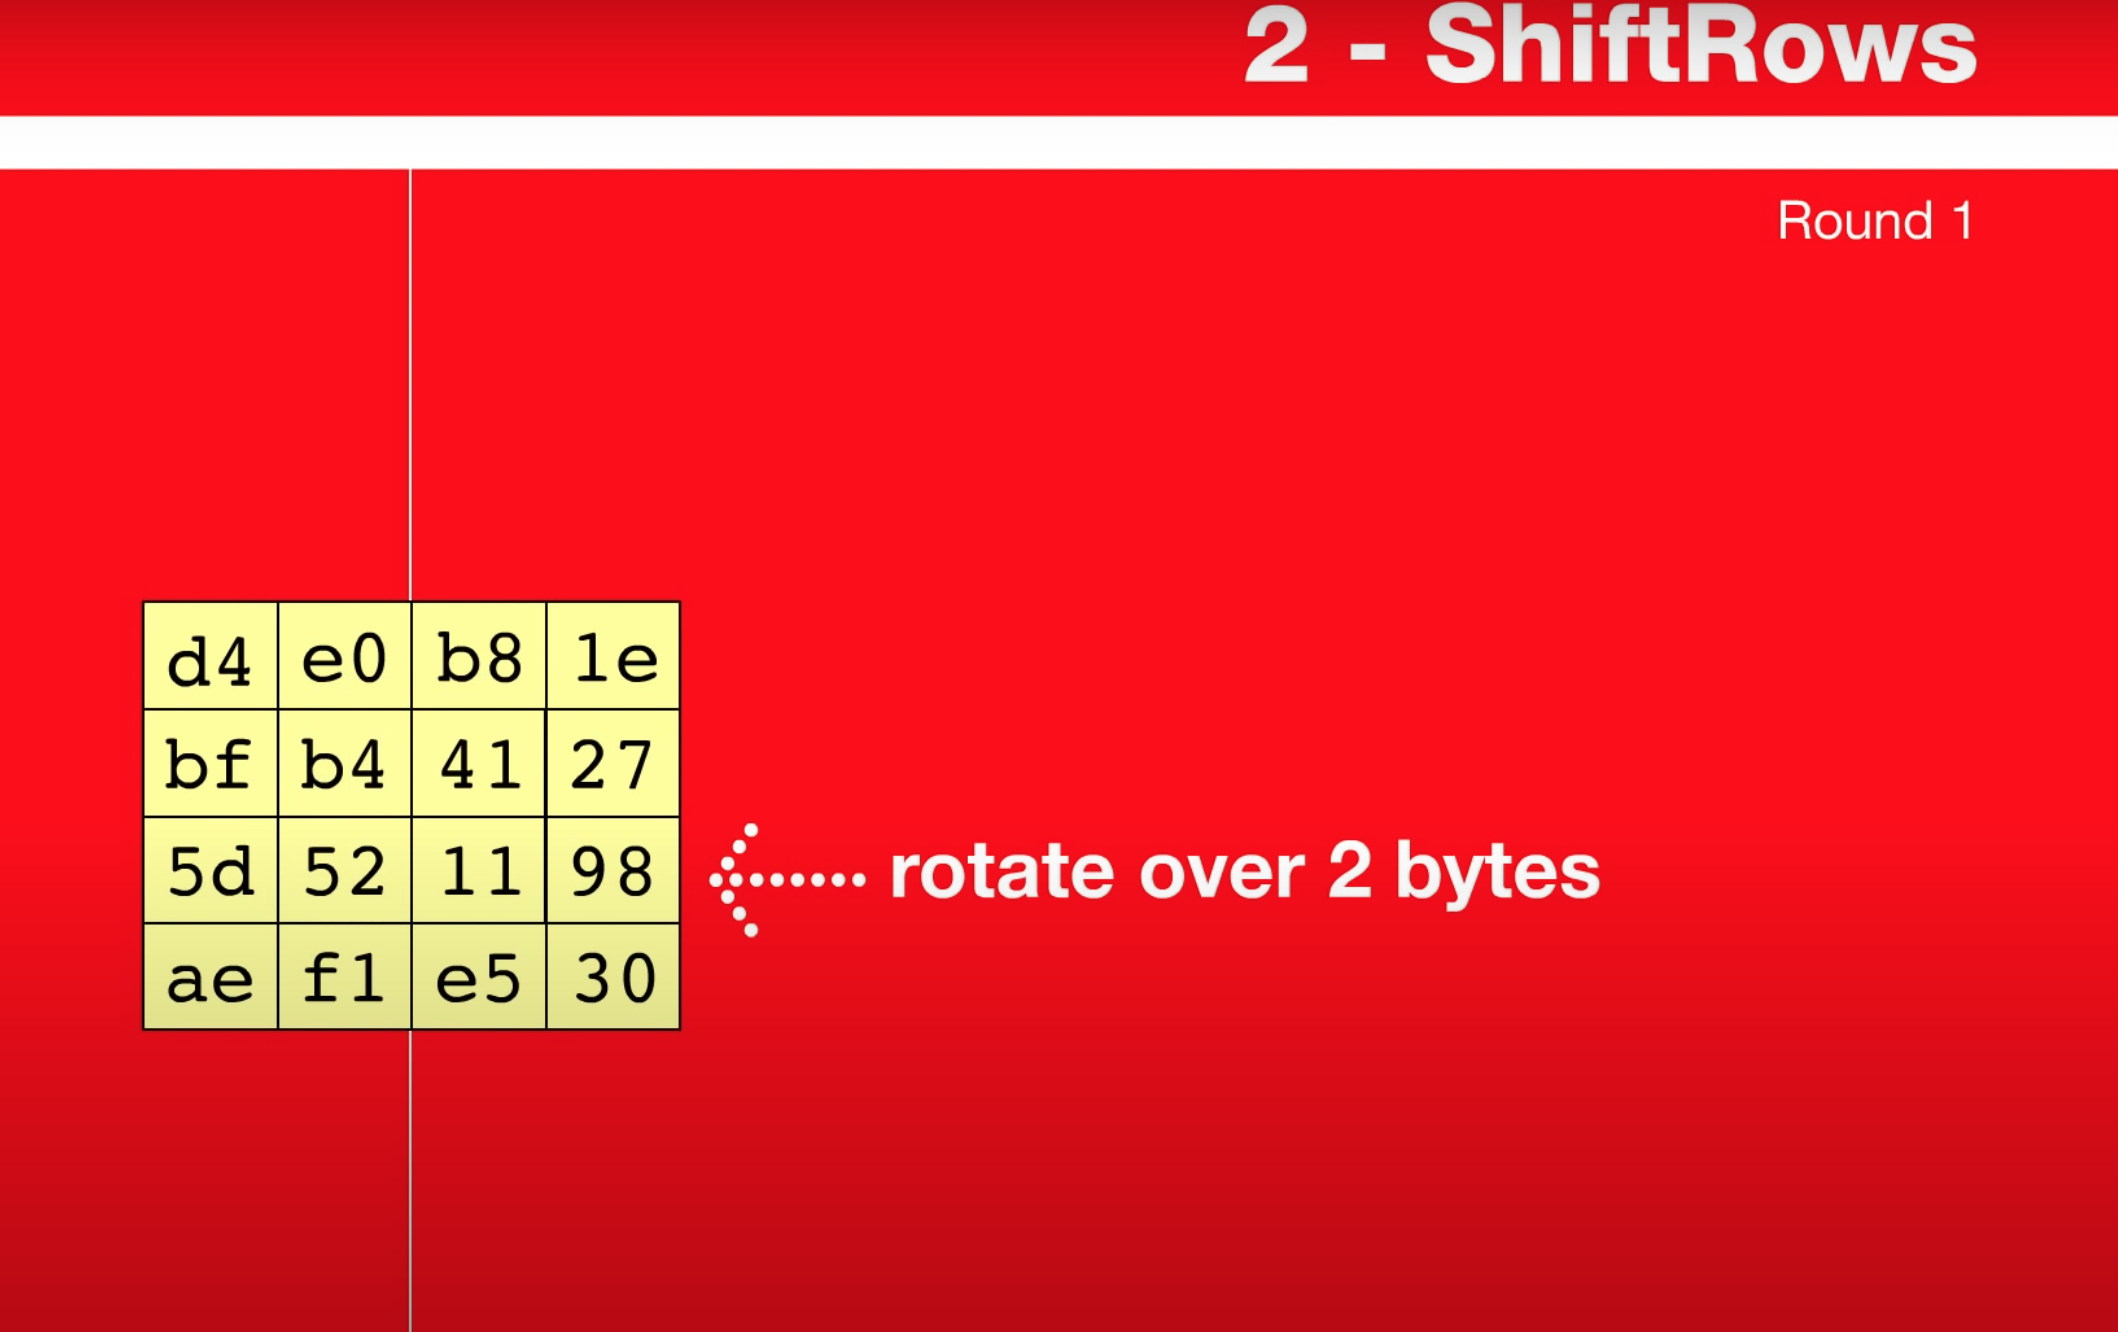 2 - ShiftRows
Round 1
d4 e0 b8 1e
bf b4 41 27
5d 52 11 98 rotate over 2 bytes
ae f1 e5 30